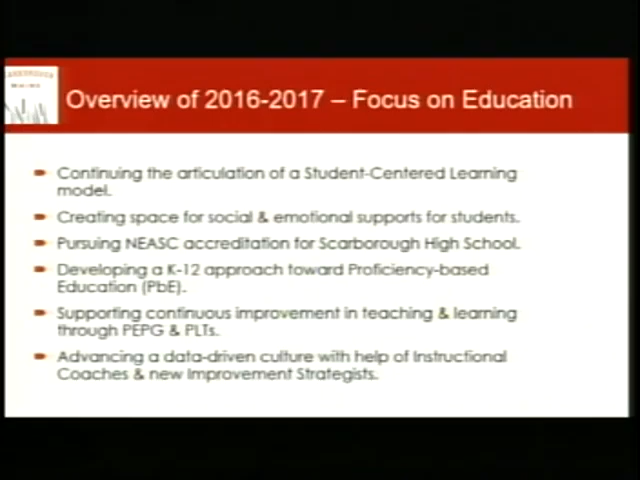 Overview of 2016-2017 – Focus on Education
Continuing the articulation of a Student-Centered Learning
model.
Creating space for social & emotional supports for students.
Pursuing NEASC accreditation for Scarborough High School.
Developing a K-12 approach toward Proficiency-based
Education (PbE).
Supporting continuous improvement in teaching & learning
through PEPG & PLTs.
Advancing a data-driven culture with help of Instructional
Coaches & new Improvement Strategists.